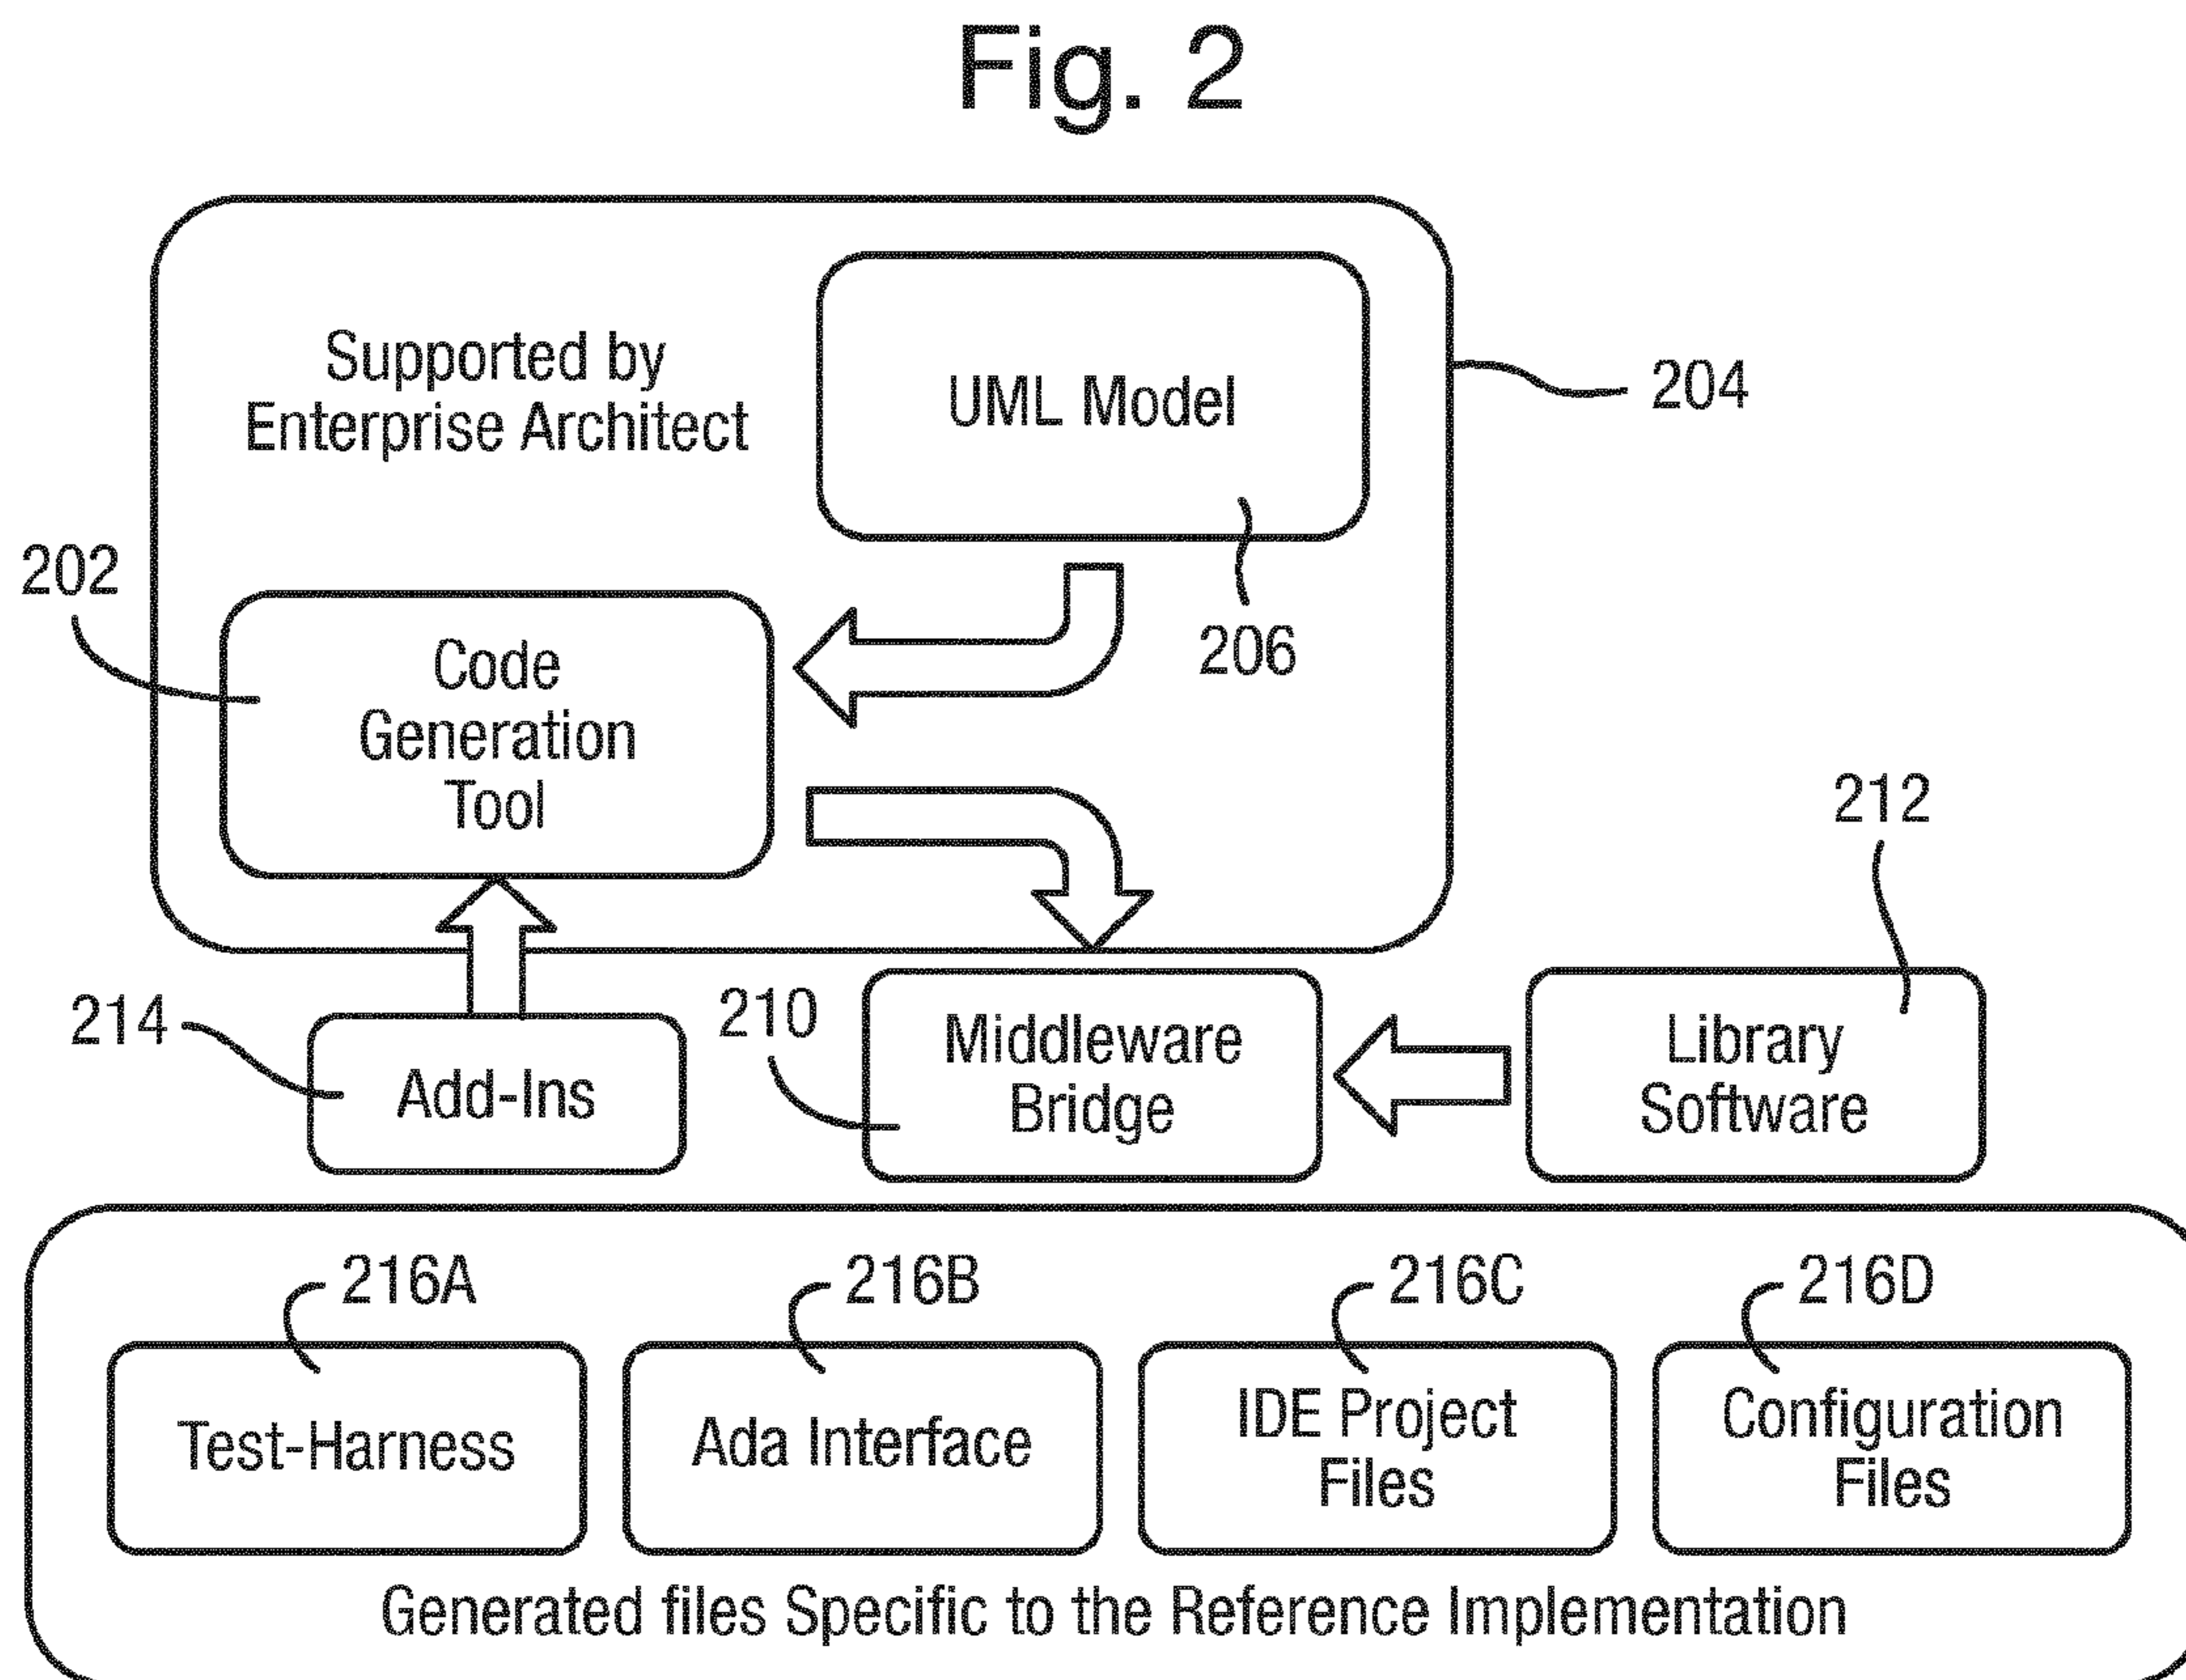 Fig. 2
Supported by
Enterprise Architect
UML Model
204
202
206
Code
Generation
Tool
212
214
Add-Ins
210
Middleware
Bridge
Library
Software
216A
216B
216C
216D
Test-Harness
Ada Interface
IDE Project
Files
Configuration
Files
Generated files Specific to the Reference Implementation